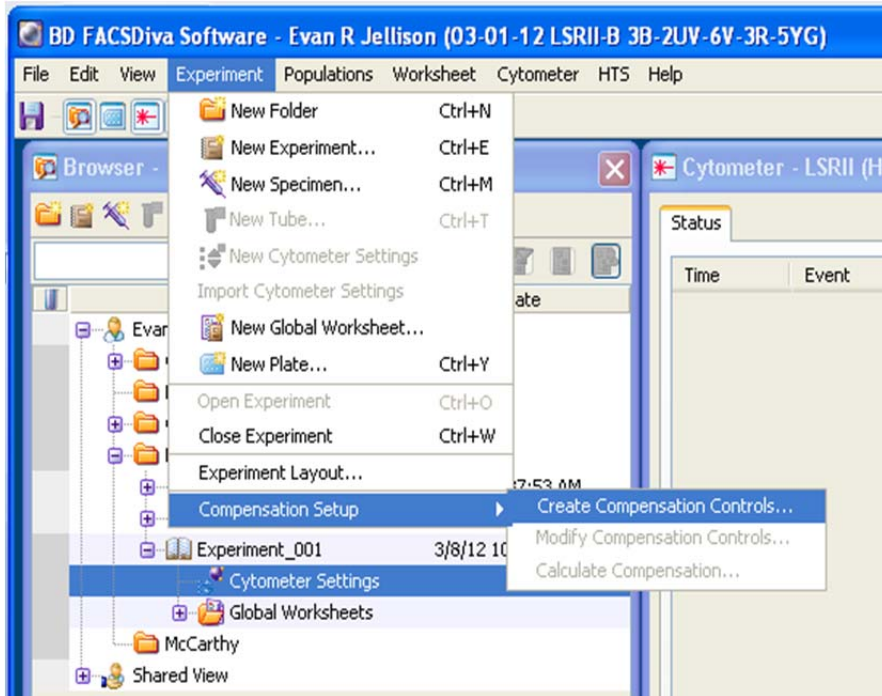 BD FACSDiva Software - Evan R Jellison (03-01-12 LSRII-B 3B-2UV-6V-3R-5YG)
File Edit View Experiment Populations Worksheet Cytometer HTS Help
New Folder Ctrl+N
New Experiment... Ctrl+E
New Specimen... Ctrl+M
New Tube... Ctrl+T
New Cytometer Settings
Import Cytometer Settings
New Global Worksheet...
New Plate... Ctrl+Y
Open Experiment Ctrl+O
Close Experiment Ctrl+W
Experiment Layout...
Compensation Setup
Create Compensation Controls...
Modify Compensation Controls...
Calculate Compensation...
Browser -
ate
Evan
7:53 AM
Experiment_001 3/8/12 10
Cytometer Settings
Global Worksheets
McCarthy
Shared View
Cytometer - LSRII (H
Status
Time Event